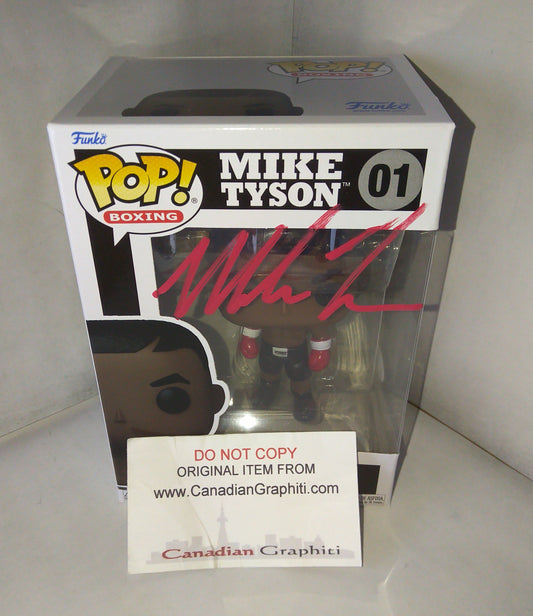 Funko
Funko
POP!
BOXING
MIKE
TYSON™
01
POP!
BOXING
DO NOT COPY
ORIGINAL ITEM FROM
www.CanadianGraphiti.com
Canadian Graphiti